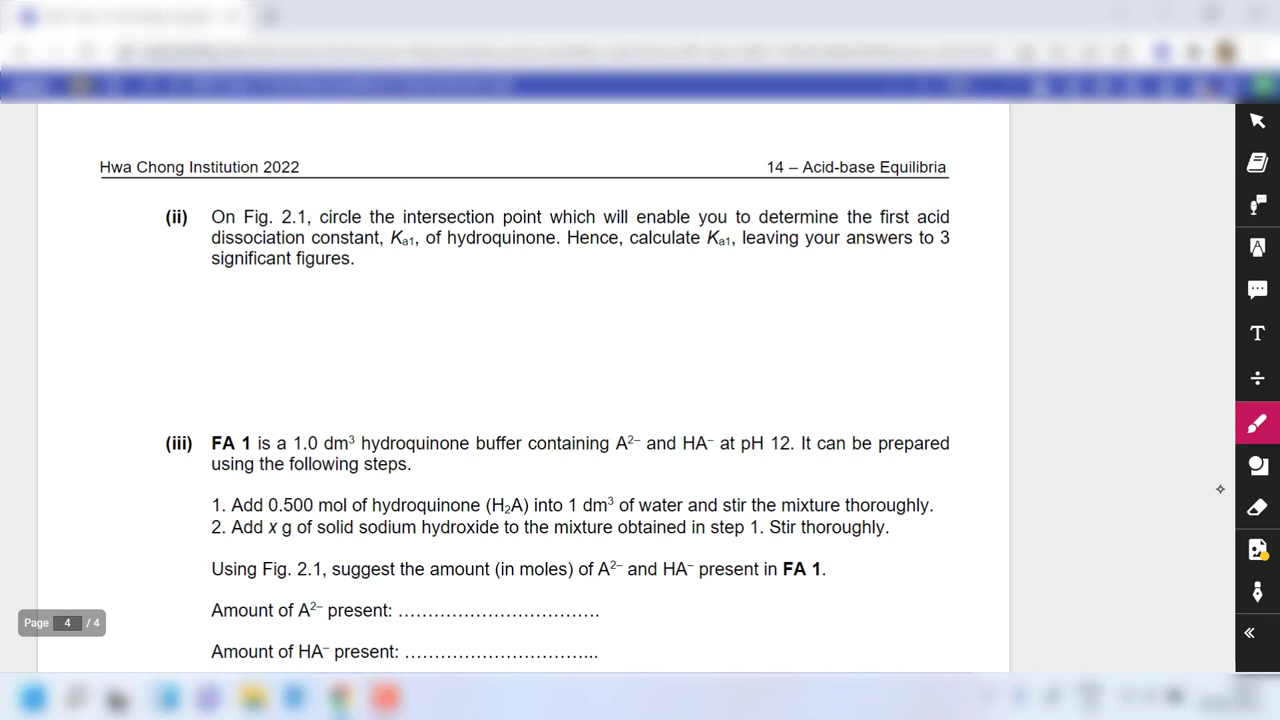 Hwa Chong Institution 2022 14 – Acid-base Equilibria
(ii) On Fig. 2.1, circle the intersection point which will enable you to determine the first acid
dissociation constant, Ka1, of hydroquinone. Hence, calculate Ka1, leaving your answers to 3
significant figures.
(iii) FA 1 is a 1.0 dm³ hydroquinone buffer containing A²⁻ and HA⁻ at pH 12. It can be prepared
using the following steps.
1. Add 0.500 mol of hydroquinone (H₂A) into 1 dm³ of water and stir the mixture thoroughly.
2. Add x g of solid sodium hydroxide to the mixture obtained in step 1. Stir thoroughly.
Using Fig. 2.1, suggest the amount (in moles) of A²⁻ and HA⁻ present in FA 1.
Amount of A²⁻ present: ……………………………
Amount of HA⁻ present: …………………………...
Page 4 / 4